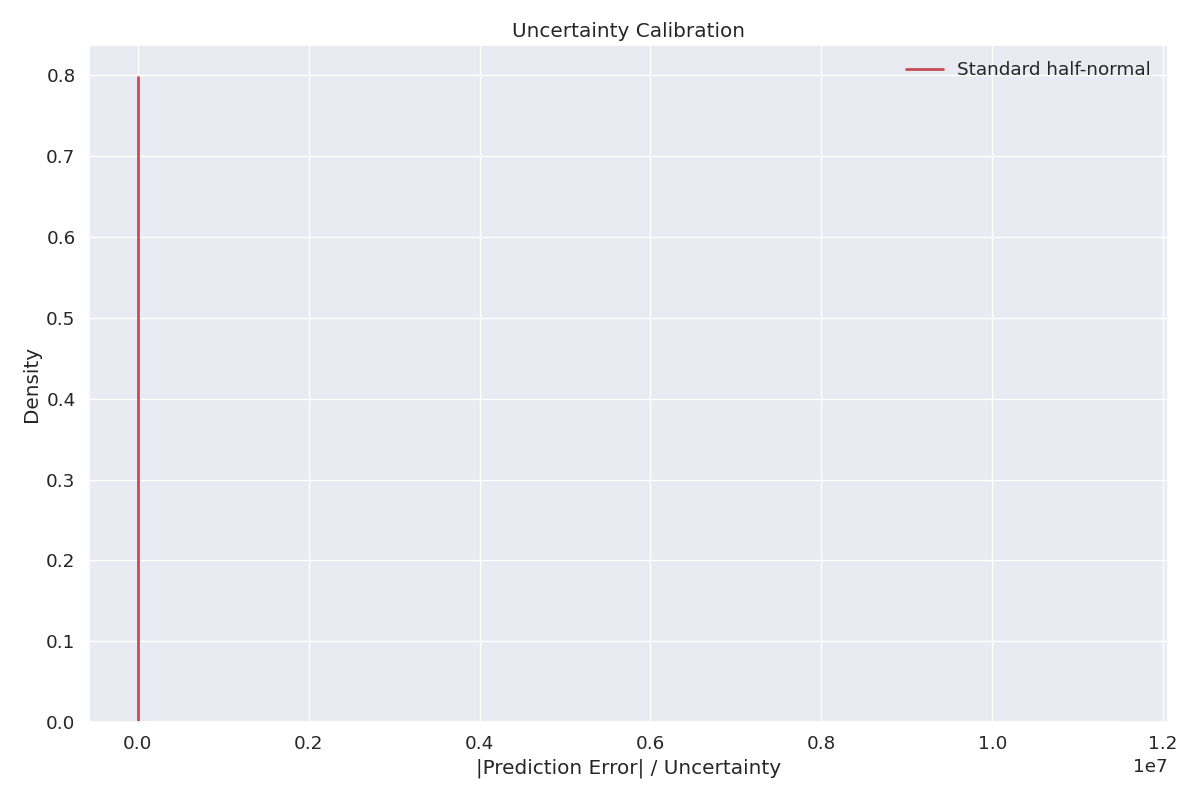 Uncertainty Calibration
Standard half-normal
Density
0.8
0.7
0.6
0.5
0.4
0.3
0.2
0.1
0.0
0.0 0.2 0.4 0.6 0.8 1.0 1.2
1e7
|Prediction Error| / Uncertainty